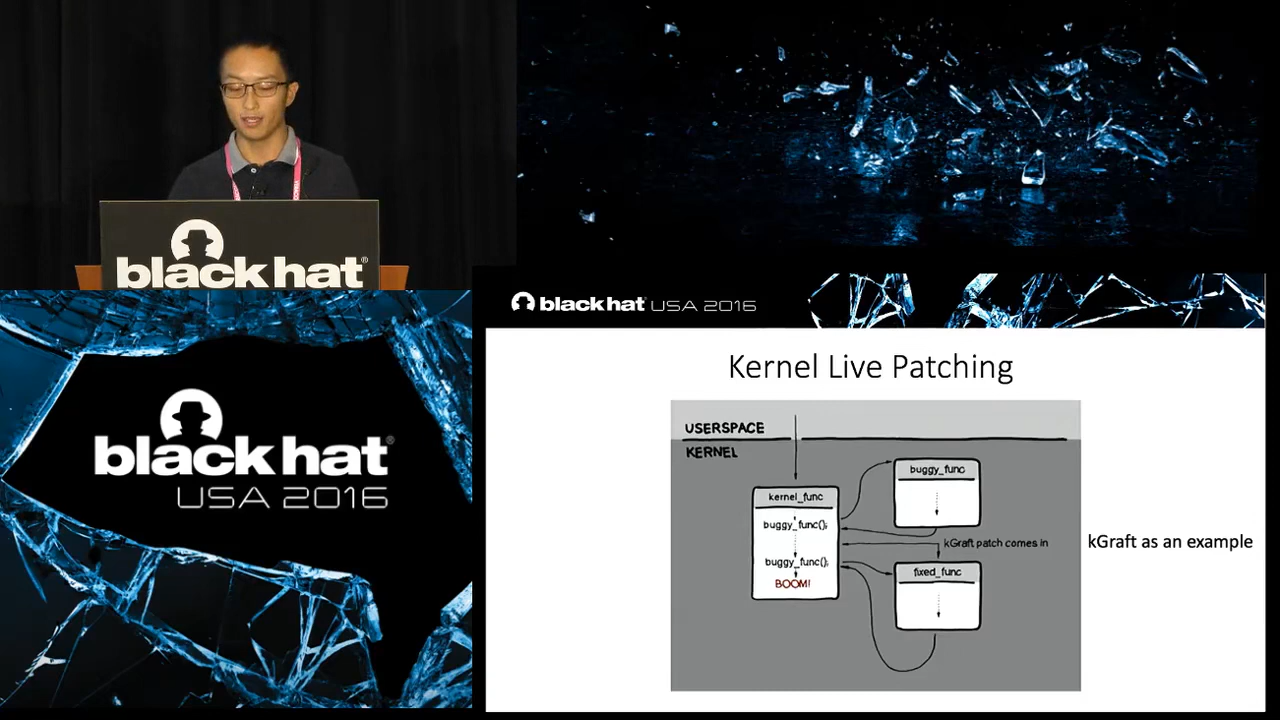 black hat®
black hat®
USA 2016
black hat® USA 2016
Kernel Live Patching
USERSPACE
KERNEL
kernel_func
buggy_func();
buggy_func();
BOOM!
buggy_func
kGraft patch comes in
fixed_func
kGraft as an example